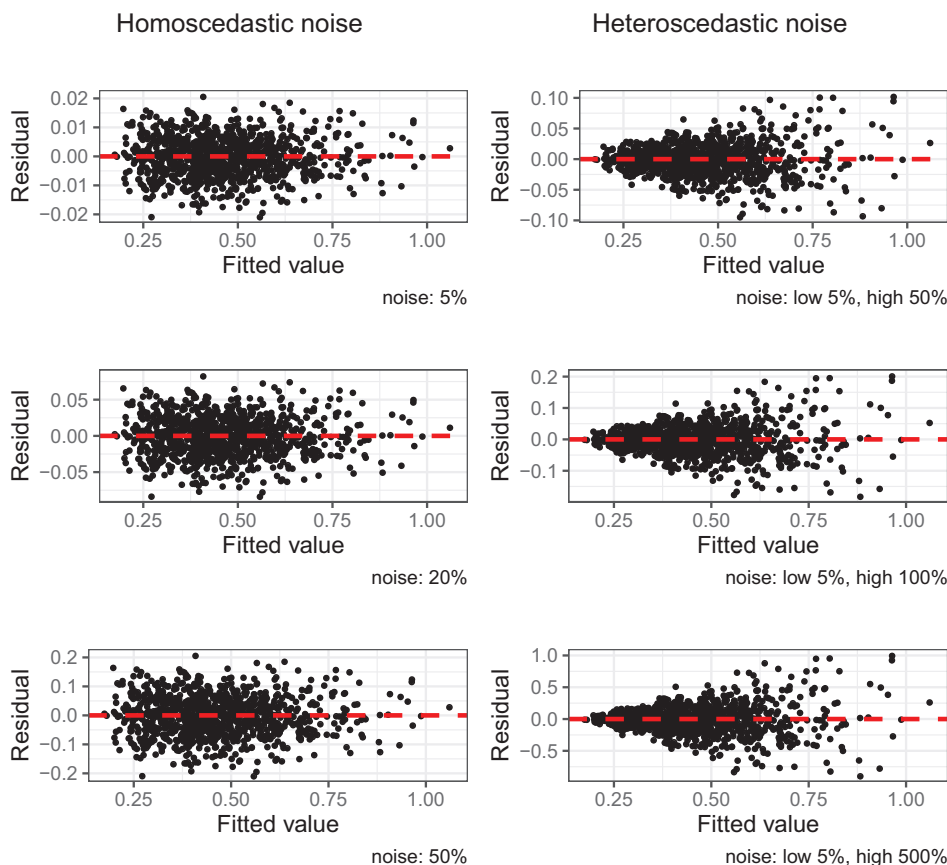 Homoscedastic noise
Heteroscedastic noise
Residual
0.02
0.01
0.00
−0.01
−0.02
0.25 0.50 0.75 1.00
Fitted value
noise: 5%
Residual
0.10
0.05
0.00
−0.05
−0.10
0.25 0.50 0.75 1.00
Fitted value
noise: low 5%, high 50%
Residual
0.05
0.00
−0.05
0.25 0.50 0.75 1.00
Fitted value
noise: 20%
Residual
0.2
0.1
0.0
−0.1
0.25 0.50 0.75 1.00
Fitted value
noise: low 5%, high 100%
Residual
0.2
0.1
0.0
−0.1
−0.2
0.25 0.50 0.75 1.00
Fitted value
noise: 50%
Residual
1.0
0.5
0.0
−0.5
0.25 0.50 0.75 1.00
Fitted value
noise: low 5%, high 500%